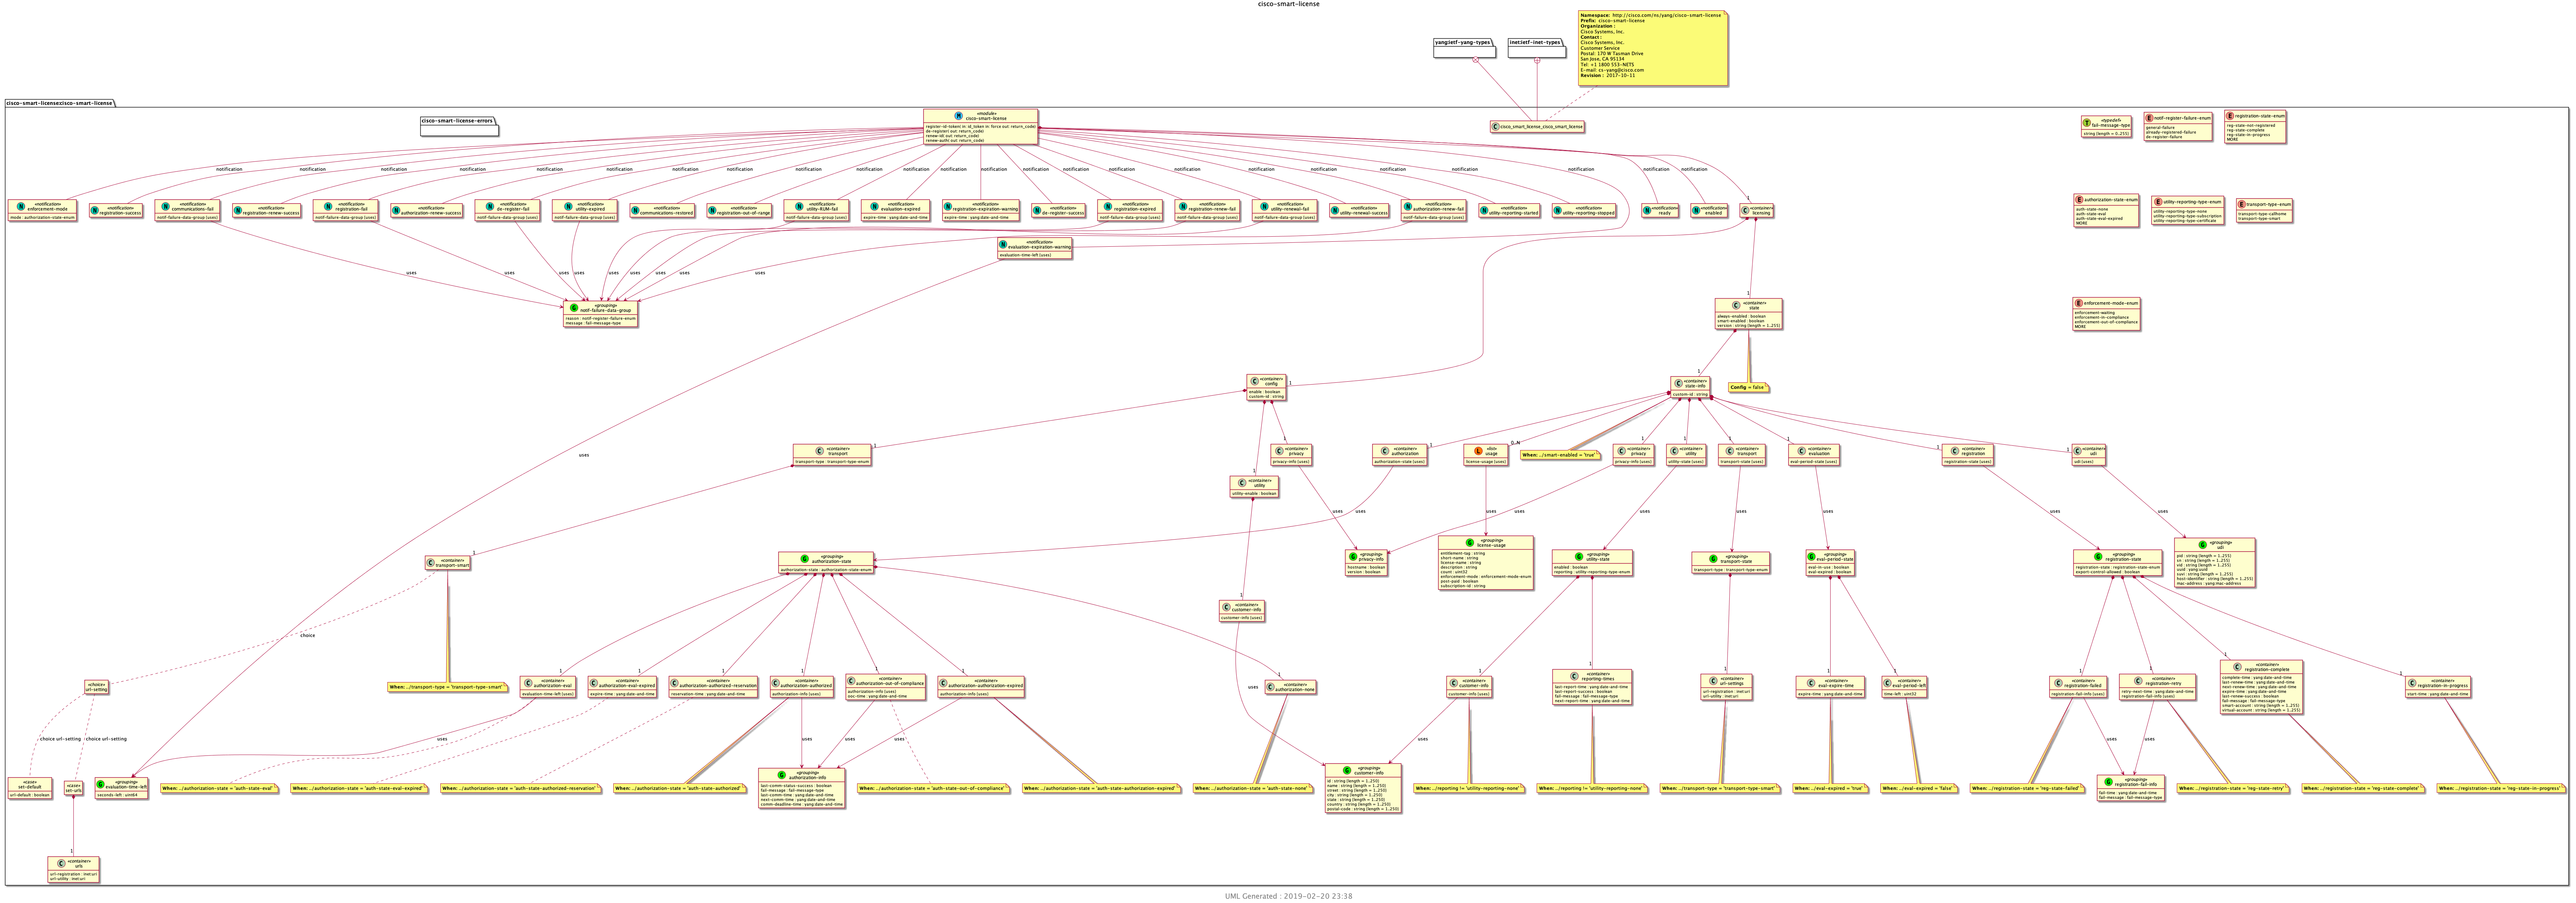 cisco-smart-license
Namespace: http://cisco.com/ns/yang/cisco-smart-license
Prefix: cisco-smart-license
Organization :
Cisco Systems, Inc.
Contact :
Cisco Systems, Inc.
Customer Service
Postal: 170 W Tasman Drive
San Jose, CA 95134
Tel: +1 1800 553-NETS
E-mail: cs-yang@cisco.com
Revision : 2017-10-11
yang:ietf-yang-types
inet:ietf-inet-types
cisco-smart-license:cisco-smart-license
cisco-smart-license-errors
M
«module»
cisco-smart-license
register-id-token( in: id_token in: force out: return_code)
de-register( out: return_code)
renew-id( out: return_code)
renew-auth( out: return_code)
C cisco_smart_license_cisco_smart_license
«typedef»
fail-message-type
string {length = 0..255}
E notif-register-failure-enum
general-failure
already-registered-failure
de-register-failure
E registration-state-enum
reg-state-not-registered
reg-state-complete
reg-state-in-progress
MORE
notification notification notification notification notification notification notification notification notification notification notification notification notification notification notification notification notification notification notification notification notification notification 1
E authorization-state-enum
auth-state-none
auth-state-eval
auth-state-eval-expired
MORE
E utility-reporting-type-enum
utility-reporting-type-none
utility-reporting-type-subscription
utility-reporting-type-certificate
E transport-type-enum
transport-type-callhome
transport-type-smart
«notification»
enforcement-mode
mode : authorization-state-enum
«notification»
registration-success
«notification»
communications-fail
notif-failure-data-group {uses}
«notification»
registration-renew-success
«notification»
registration-fail
notif-failure-data-group {uses}
«notification»
authorization-renew-success
«notification»
de-register-fail
notif-failure-data-group {uses}
«notification»
utility-expired
notif-failure-data-group {uses}
«notification»
communications-restored
«notification»
registration-out-of-range
«notification»
utility-RUM-fail
notif-failure-data-group {uses}
«notification»
evaluation-expired
expire-time : yang:date-and-time
«notification»
registration-expiration-warning
expire-time : yang:date-and-time
«notification»
de-register-success
«notification»
registration-expired
notif-failure-data-group {uses}
«notification»
registration-renew-fail
notif-failure-data-group {uses}
«notification»
utility-renewal-fail
notif-failure-data-group {uses}
«notification»
utility-renewal-success
«notification»
authorization-renew-fail
notif-failure-data-group {uses}
«notification»
utility-reporting-started
«notification»
utility-reporting-stopped
«notification»
ready
«notification»
enabled
«container»
licensing
«notification»
evaluation-expiration-warning
evaluation-time-left {uses}
uses uses uses uses uses uses uses uses
«grouping»
notif-failure-data-group
reason : notif-register-failure-enum
message : fail-message-type
1
«container»
state
always-enabled : boolean
smart-enabled : boolean
version : string {length = 1..255}
E enforcement-mode-enum
enforcement-waiting
enforcement-in-compliance
enforcement-out-of-compliance
MORE
«container»
config
enable : boolean
custom-id : string
1
1
«container»
state-info
custom-id : string
Config = false
1
«container»
transport
transport-type : transport-type-enum
1
«container»
privacy
privacy-info {uses}
1
«container»
authorization
authorization-state {uses}
0..N
«list»
usage
license-usage {uses}
When: ../smart-enabled = 'true'
1
«container»
privacy
privacy-info {uses}
1
«container»
utility
utility-state {uses}
1
«container»
transport
transport-state {uses}
1
«container»
evaluation
eval-period-state {uses}
1
«container»
registration
registration-state {uses}
1
«container»
udi
udi {uses}
uses
1
«container»
utility
utility-enable : boolean
uses uses uses uses uses uses uses uses
1
«container»
transport-smart
«grouping»
authorization-state
authorization-state : authorization-state-enum
«grouping»
privacy-info
hostname : boolean
version : boolean
«grouping»
license-usage
entitlement-tag : string
short-name : string
license-name : string
description : string
count : uint32
enforcement-mode : enforcement-mode-enum
post-paid : boolean
subscription-id : string
«grouping»
utility-state
enabled : boolean
reporting : utility-reporting-type-enum
«grouping»
transport-state
transport-type : transport-type-enum
«grouping»
eval-period-state
eval-in-use : boolean
eval-expired : boolean
«grouping»
registration-state
registration-state : registration-state-enum
export-control-allowed : boolean
«grouping»
udi
pid : string {length = 1..255}
sn : string {length = 1..255}
vid : string {length = 1..255}
uuid : yang:uuid
suvi : string {length = 1..255}
host-identifier : string {length = 1..255}
mac-address : yang:mac-address
1
«container»
customer-info
customer-info {uses}
choice
«choice»
url-setting
When: ../transport-type = 'transport-type-smart'
1
«container»
authorization-eval
evaluation-time-left {uses}
1
«container»
authorization-eval-expired
expire-time : yang:date-and-time
1
«container»
authorization-authorized-reservation
reservation-time : yang:date-and-time
1
«container»
authorization-authorized
authorization-info {uses}
1
«container»
authorization-out-of-compliance
authorization-info {uses}
ooc-time : yang:date-and-time
1
«container»
authorization-authorized-expired
authorization-info {uses}
1
«container»
authorization-none
1
«container»
customer-info
customer-info {uses}
1
«container»
reporting-times
last-report-time : yang:date-and-time
last-report-success : boolean
fail-message : fail-message-type
next-report-time : yang:date-and-time
1
«container»
url-settings
url-registration : inet:uri
url-utility : inet:uri
1
«container»
eval-expire-time
expire-time : yang:date-and-time
1
«container»
eval-period-left
time-left : uint32
1
«container»
registration-failed
registration-fail-info {uses}
1
«container»
registration-retry
retry-next-time : yang:date-and-time
registration-fail-info {uses}
1
«container»
registration-complete
complete-time : yang:date-and-time
last-renew-time : yang:date-and-time
next-renew-time : yang:date-and-time
expire-time : yang:date-and-time
last-renew-success : boolean
fail-message : fail-message-type
smart-account : string {length = 1..255}
virtual-account : string {length = 1..255}
1
«container»
registration-in-progress
start-time : yang:date-and-time
choice url-setting choice url-setting uses uses uses uses uses uses uses uses
«case»
set-default
url-default : boolean
«case»
set-urls
«grouping»
evaluation-time-left
seconds-left : uint64
When: ../authorization-state = 'auth-state-eval'
When: ../authorization-state = 'auth-state-eval-expired'
When: ../authorization-state = 'auth-state-authorized-reservation'
When: ../authorization-state = 'auth-state-authorized'
«grouping»
authorization-info
last-comm-status-success : boolean
fail-message : fail-message-type
last-comm-time : yang:date-and-time
next-comm-time : yang:date-and-time
comm-deadline-time : yang:date-and-time
When: ../authorization-state = 'auth-state-out-of-compliance'
When: ../authorization-state = 'auth-state-authorization-expired'
When: ../authorization-state = 'auth-state-none'
«grouping»
customer-info
id : string {length = 1..250}
name : string {length = 1..250}
street : string {length = 1..250}
city : string {length = 1..250}
state : string {length = 1..250}
country : string {length = 1..250}
postal-code : string {length = 1..250}
When: ../reporting != 'utility-reporting-none'
When: ../reporting != 'utility-reporting-none'
When: ../transport-type = 'transport-type-smart'
When: ../eval-expired = 'true'
When: ../eval-expired = 'false'
When: ../registration-state = 'reg-state-failed'
«grouping»
registration-fail-info
fail-time : yang:date-and-time
fail-message : fail-message-type
When: ../registration-state = 'reg-state-retry'
When: ../registration-state = 'reg-state-complete'
When: ../registration-state = 'reg-state-in-progress'
1
«container»
urls
url-registration : inet:uri
url-utility : inet:uri
UML Generated : 2019-02-20 23:38